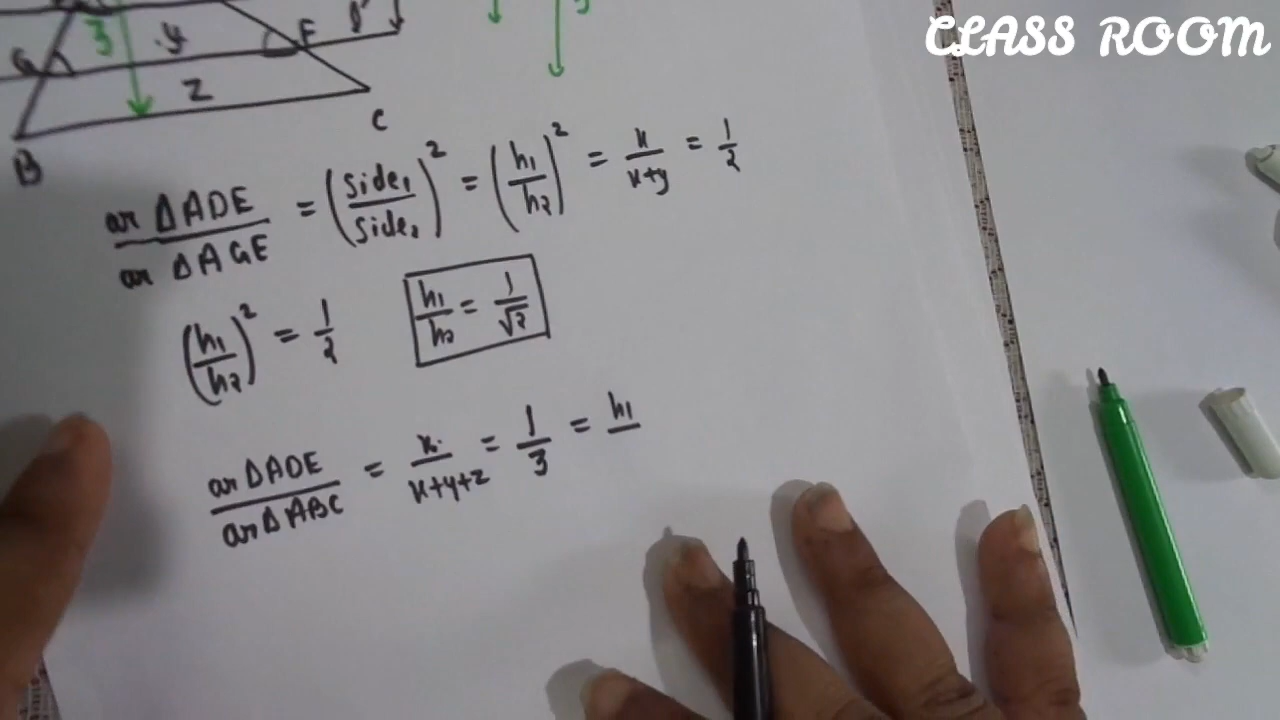 CLASS ROOM
3 y F
G
z
B C
ar ΔADE / ar ΔAGE = (side₁/side₂)² = (h₁/h₂)² = x/x+y = 1/2
(h₁/h₂)² = 1/2 h₁/h₂ = 1/√2
ar ΔADE / ar ΔABC = x/x+y+z = 1/3 = h₁